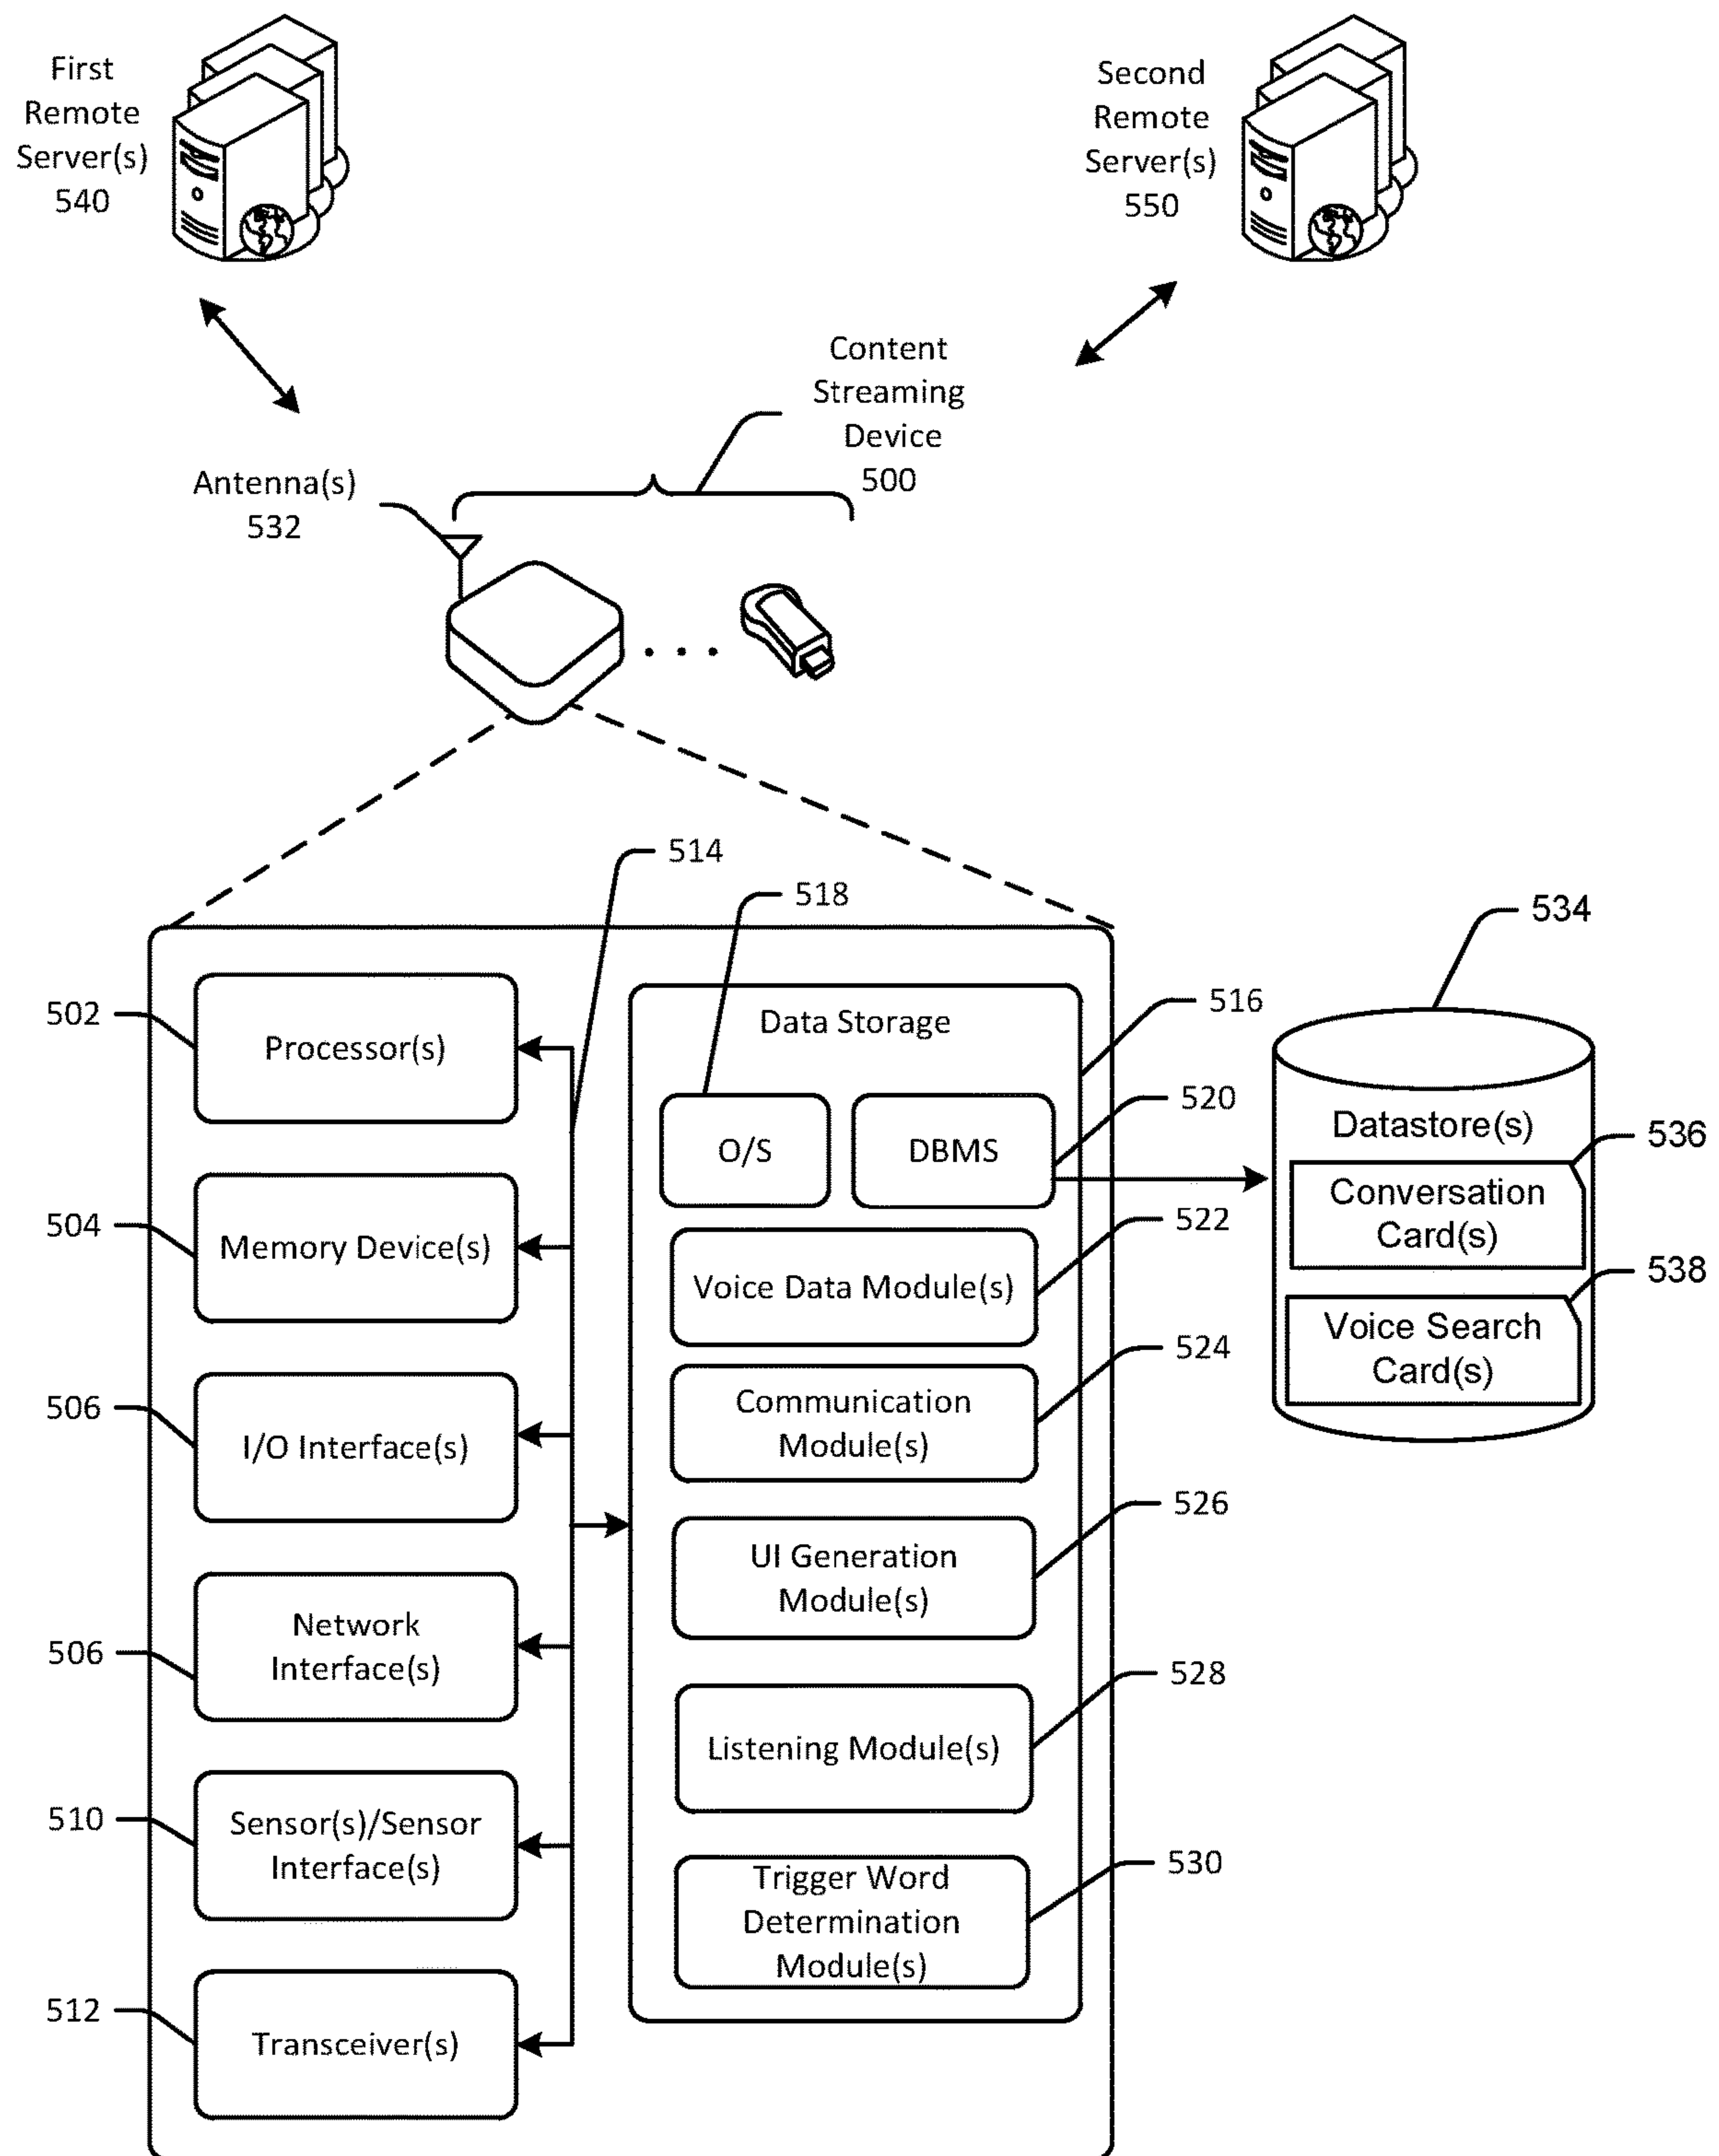 First
Remote
Server(s)
540
Second
Remote
Server(s)
550
Content
Streaming
Device
500
Antenna(s)
532
514
518
534
502
Processor(s)
Data Storage
516
O/S
DBMS
520
Datastore(s)
536
Conversation
Card(s)
538
Voice Search
Card(s)
504
Memory Device(s)
Voice Data Module(s)
522
506
I/O Interface(s)
Communication
Module(s)
524
506
Network
Interface(s)
UI Generation
Module(s)
526
Listening Module(s)
528
510
Sensor(s)/Sensor
Interface(s)
Trigger Word
Determination
Module(s)
530
512
Transceiver(s)